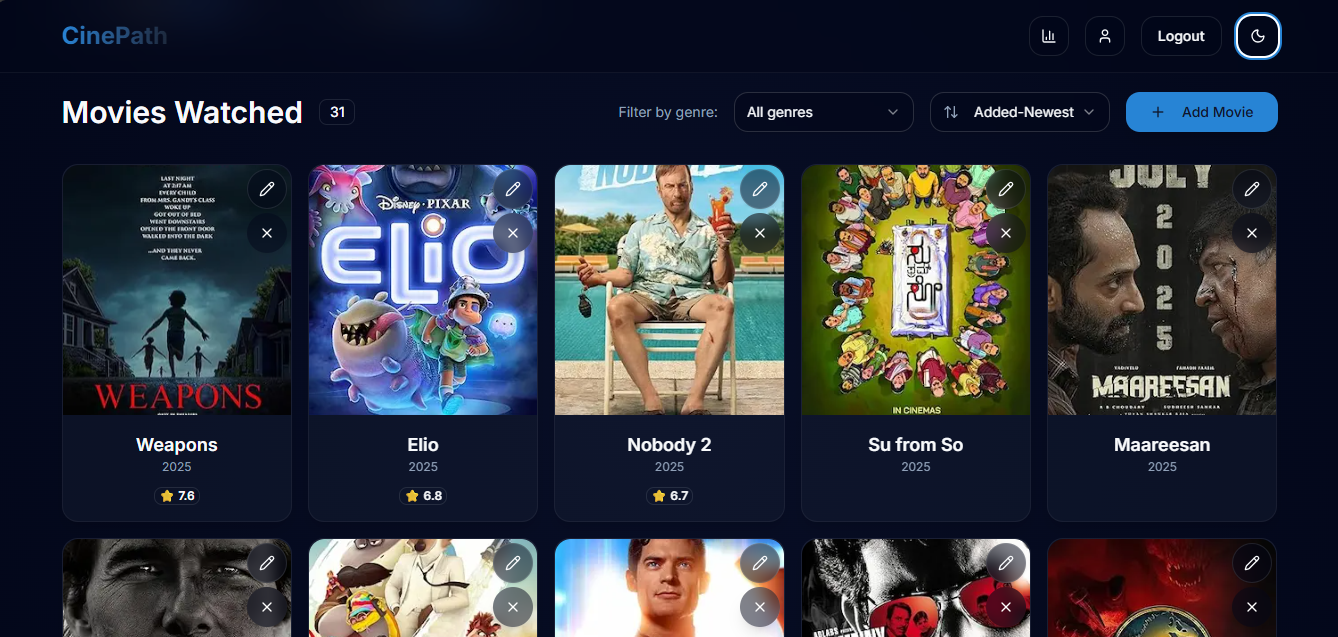 CinePath
Logout
Movies Watched
31
Filter by genre:
All genres
Added-Newest
Add Movie
LAST NIGHT
AT 2:17 AM
EVERY CHILD
FROM MRS. GANDY'S CLASS
WOKE UP
GOT OUT OF BED
WENT DOWNSTAIRS
OPENED THE FRONT DOOR
WALKED INTO THE DARK
...AND THEY NEVER
CAME BACK.
WEAPONS
Disney · PIXAR
ELIO
ಸು
ಫ್ರಮ್
ಸೋ
IN CINEMAS
JULY
2
0
2
5
VADIVELU
FAHADH FAASIL
MAAREESAN
Weapons
2025
7.6
Elio
2025
6.8
Nobody 2
2025
6.7
Su from So
2025
Maareesan
2025